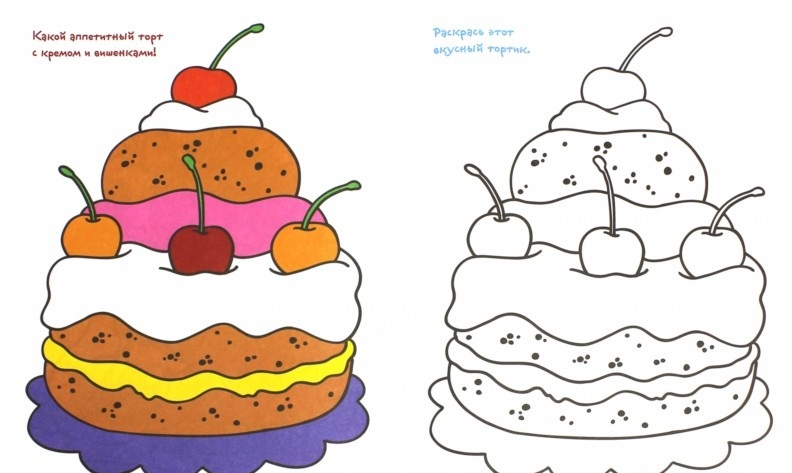 Какой аппетитный торт
с кремом и вишенками!
Раскрась этот
вкусный тортик.